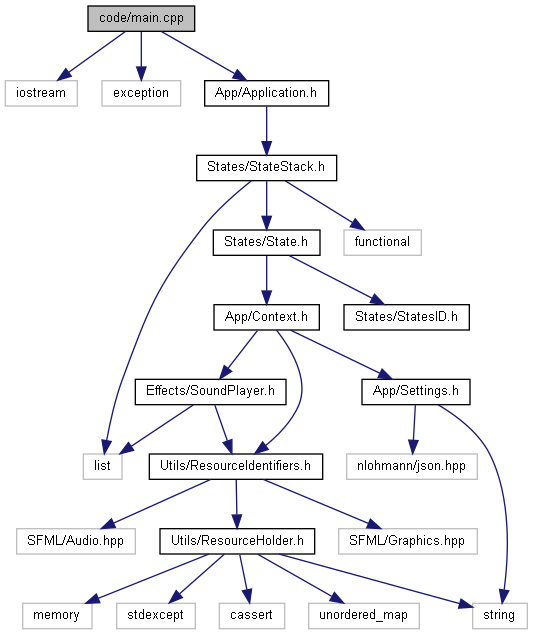 code/main.cpp
iostream
exception
App/Application.h
States/StateStack.h
States/State.h
functional
App/Context.h
States/StatesID.h
Effects/SoundPlayer.h
App/Settings.h
list
Utils/ResourceIdentifiers.h
nlohmann/json.hpp
SFML/Audio.hpp
Utils/ResourceHolder.h
SFML/Graphics.hpp
memory
stdexcept
cassert
unordered_map
string